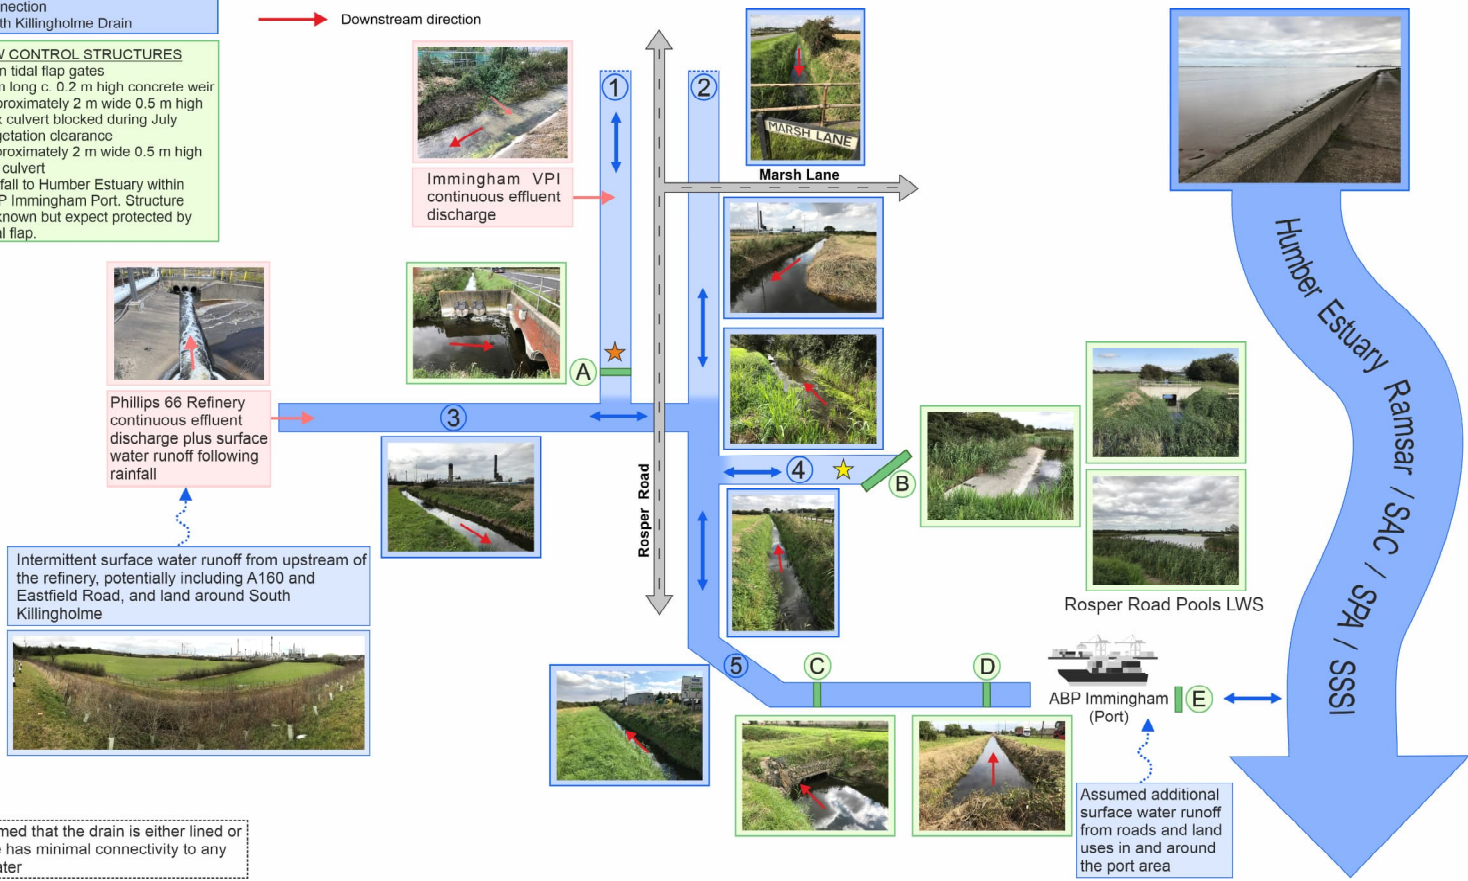 nection
th Killingholme Drain
Downstream direction
W CONTROL STRUCTURES
n tidal flap gates
m long c. 0.2 m high concrete weir
proximately 2 m wide 0.5 m high
x culvert blocked during July
getation clearance
proximately 2 m wide 0.5 m high
culvert
fall to Humber Estuary within
P Immingham Port. Structure
known but expect protected by
al flap.
1
2
MARSH LANE
Marsh Lane
Immingham VPI
continuous effluent
discharge
A
Phillips 66 Refinery
continuous effluent
discharge plus surface
water runoff following
rainfall
3
4
B
Rosper Road
Intermittent surface water runoff from upstream of
the refinery, potentially including A160 and
Eastfield Road, and land around South
Killingholme
Rosper Road Pools LWS
5
C
D
ABP Immingham
(Port)
E
Humber Estuary Ramsar / SAC / SPA / SSSI
Assumed additional
surface water runoff
from roads and land
uses in and around
the port area
med that the drain is either lined or
e has minimal connectivity to any
ater